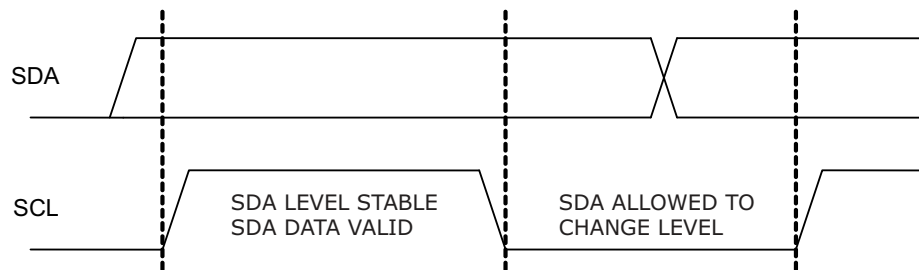 SDA
SCL
SDA LEVEL STABLE
SDA DATA VALID
SDA ALLOWED TO
CHANGE LEVEL